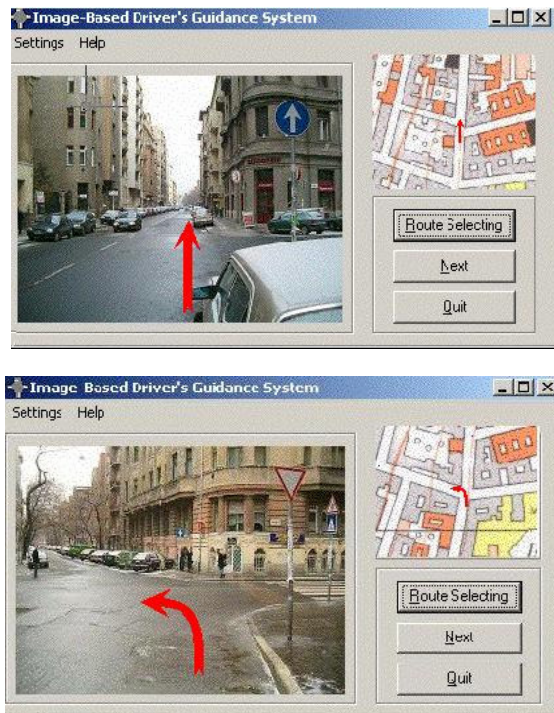 Image-Based Driver's Guidance System
Settings Help
Route Selecting
Next
Quit
Image Based Driver's Guidance System
Settings Help
Route Selecting
Next
Quit